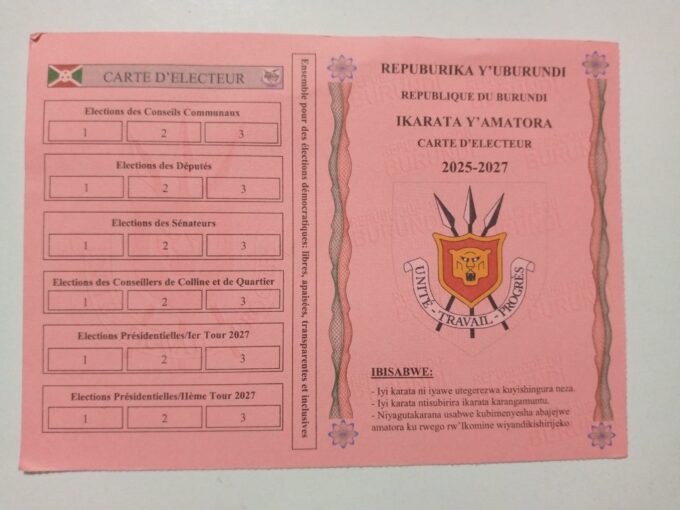 CARTE D'ELECTEUR
Elections des Conseils Communaux
1 2 3
Elections des Députés
1 2 3
Elections des Sénateurs
1 2 3
Elections des Conseillers de Colline et de Quartier
1 2 3
Elections Présidentielles/Ier Tour 2027
1 2 3
Elections Présidentielles/IIème Tour 2027
1 2 3
Ensemble pour des élections démocratiques: libres, apaisées, transparentes et inclusives
REPUBURIKA Y'UBURUNDI
REPUBLIQUE DU BURUNDI
IKARATA Y'AMATORA
CARTE D'ELECTEUR
2025-2027
UNITÉ - TRAVAIL - PROGRÈS
IBISABWE:
- Iyi karata ni iyawe utegerezwa kuyishingura neza.
- Iyi karata ntisubirira ikarata karangamuntu.
- Niyagutakarana usabwe kubimenyesha abajejwe
amatora ku rwego rw'Ikomine wiyandikishirijeko